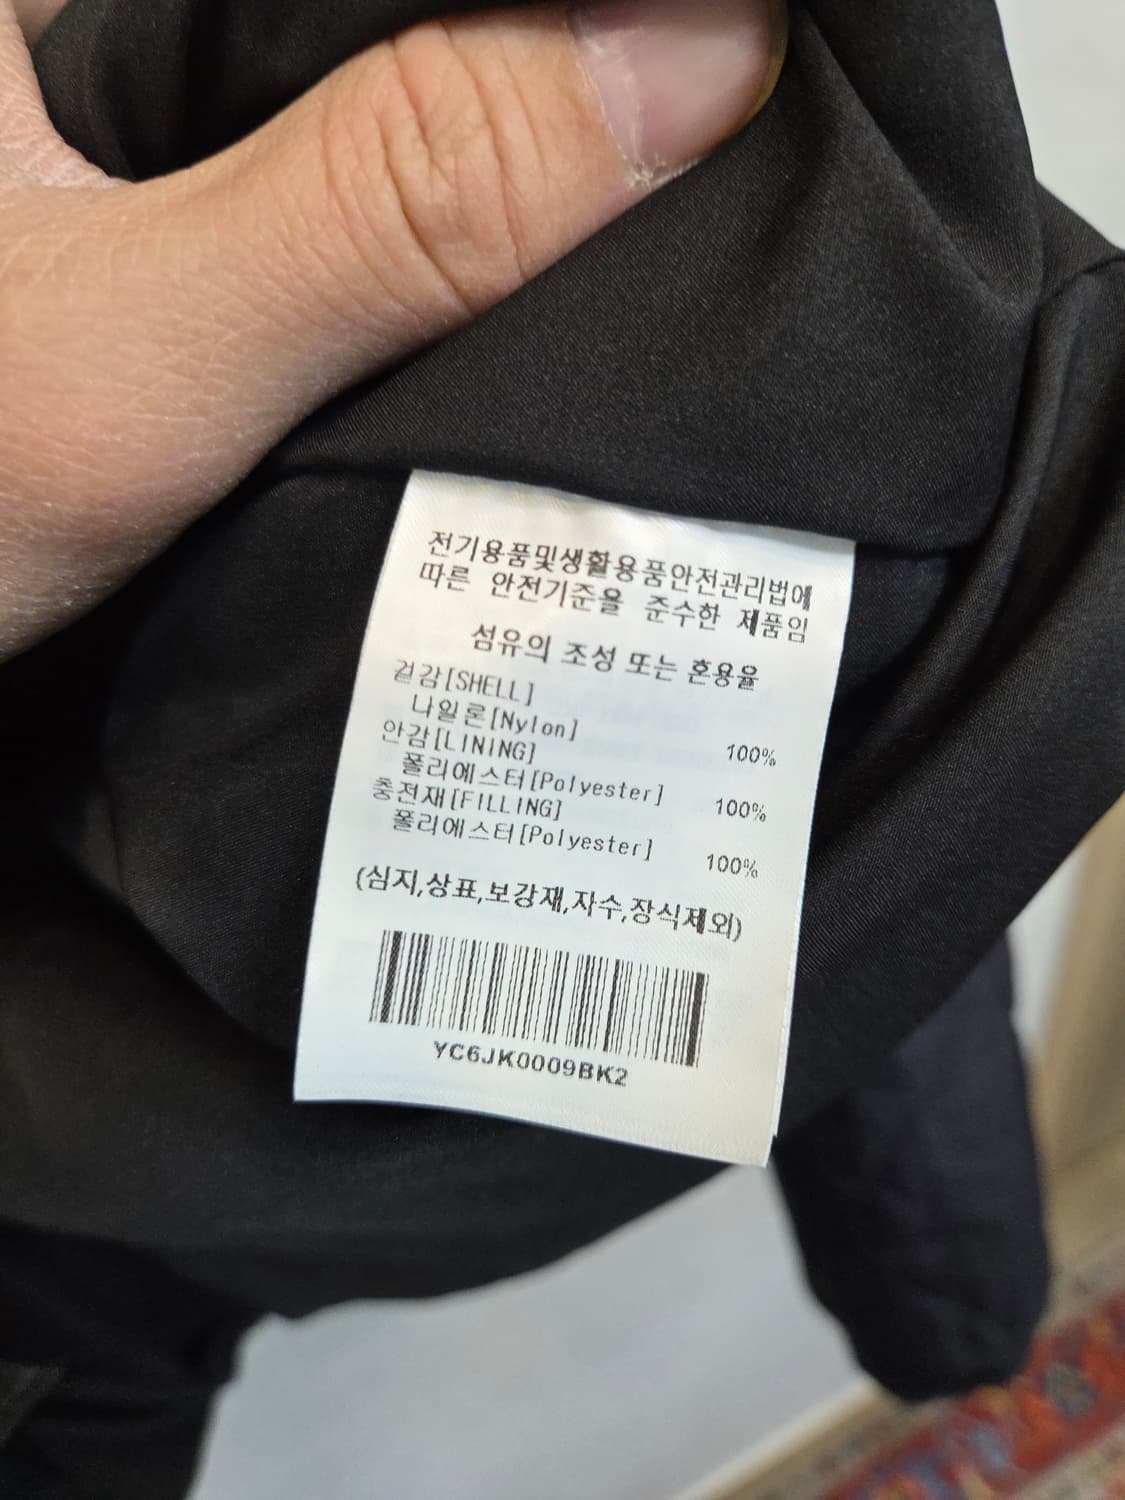 전기용품및생활용품안전관리법에
따른 안전기준을 준수한 제품임
섬유의 조성 또는 혼용율
겉감[SHELL]
나일론[Nylon] 100%
안감[LINING]
폴리에스터[Polyester] 100%
충전재[FILLING]
폴리에스터[Polyester] 100%
(심지,상표,보강재,자수,장식제외)
YC6JK0009BK2